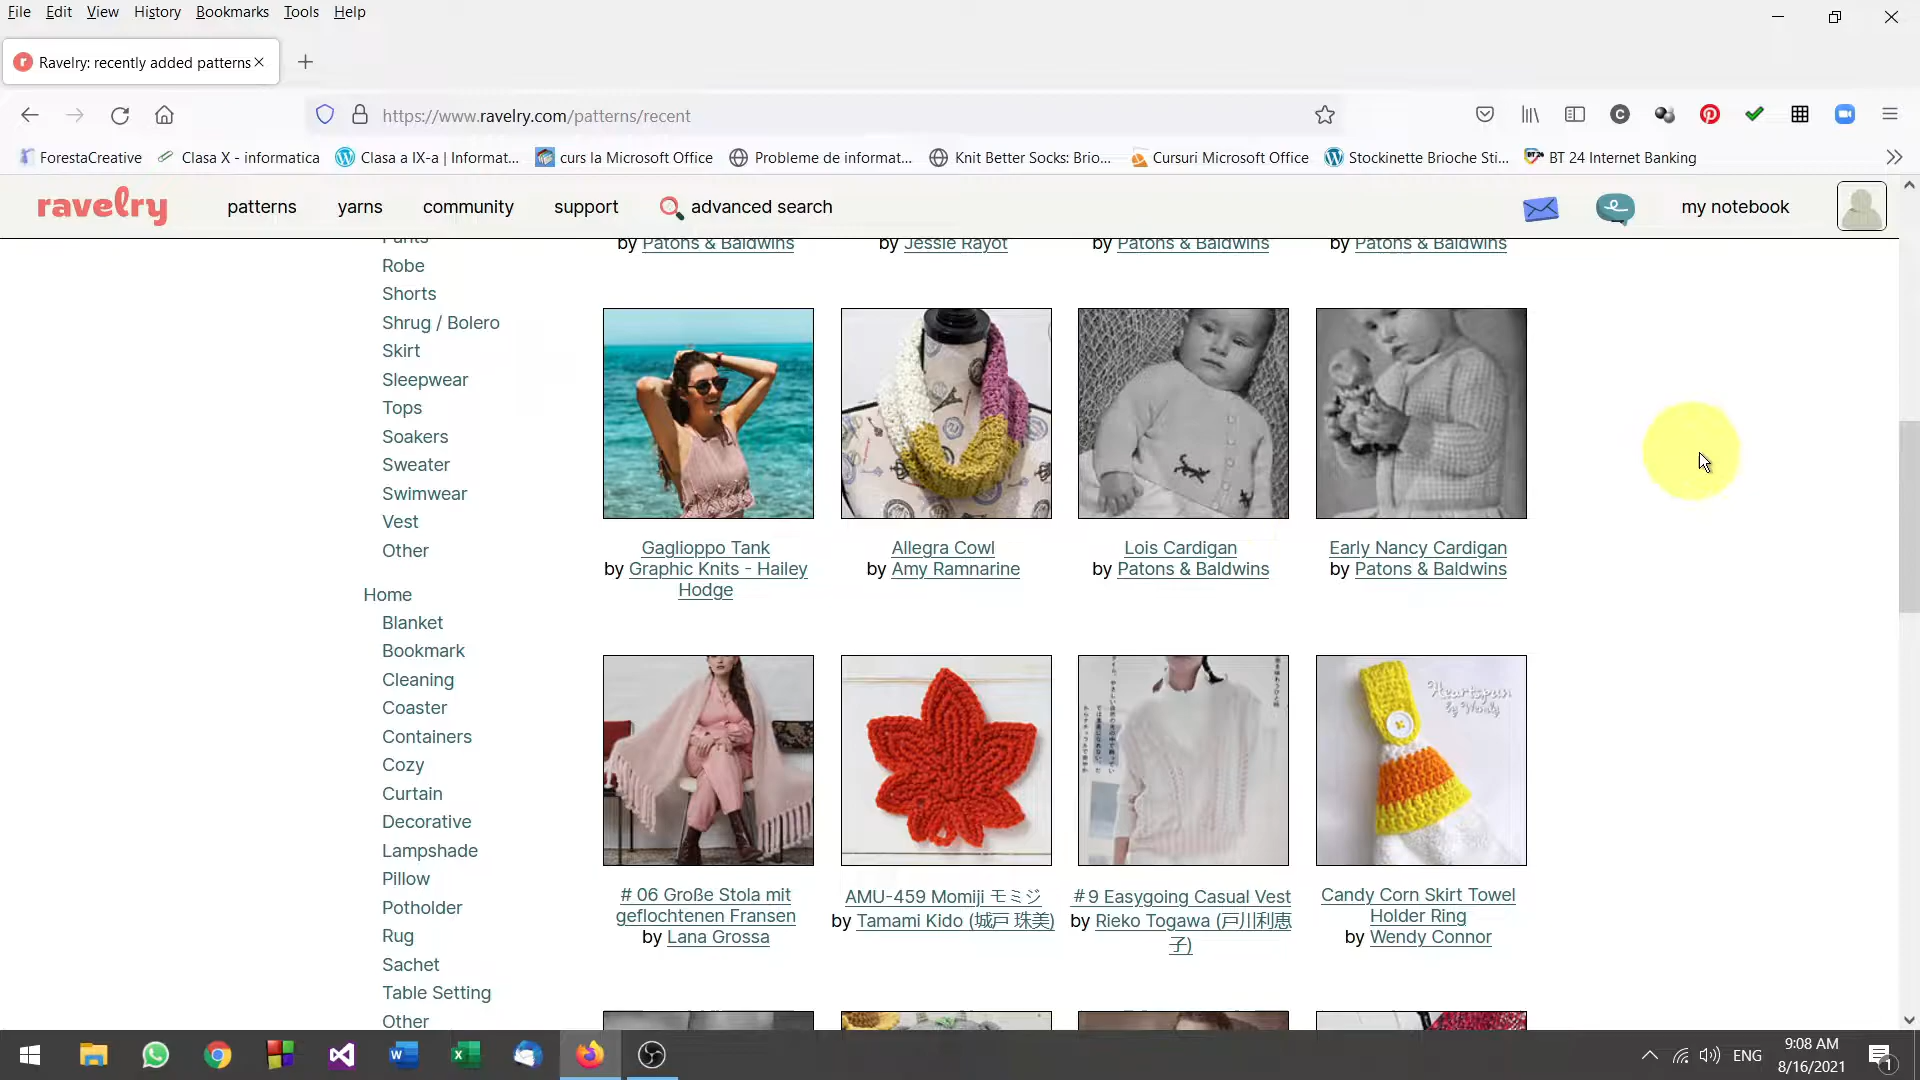 File Edit View History Bookmarks Tools Help
Ravelry: recently added patterns
https://www.ravelry.com/patterns/recent
ForestaCreative Clasa X - informatica Clasa a IX-a | Informat... curs la Microsoft Office Probleme de informat... Knit Better Socks: Brio... Cursuri Microsoft Office Stockinette Brioche Sti... BT 24 Internet Banking
ravelry patterns yarns community support advanced search my notebook
Pants
Robe
Shorts
Shrug / Bolero
Skirt
Sleepwear
Tops
Soakers
Sweater
Swimwear
Vest
Other
Home
Blanket
Bookmark
Cleaning
Coaster
Containers
Cozy
Curtain
Decorative
Lampshade
Pillow
Potholder
Rug
Sachet
Table Setting
Other
by Patons & Baldwins
by Jessie Rayot
by Patons & Baldwins
by Patons & Baldwins
Gaglioppo Tank
by Graphic Knits - Hailey
Hodge
Allegra Cowl
by Amy Ramnarine
Lois Cardigan
by Patons & Baldwins
Early Nancy Cardigan
by Patons & Baldwins
Heartspun
by Wendy
# 06 Große Stola mit
geflochtenen Fransen
by Lana Grossa
AMU-459 Momiji モミジ
by Tamami Kido (城戸 珠美)
#9 Easygoing Casual Vest
by Rieko Togawa (戸川利恵
子)
Candy Corn Skirt Towel
Holder Ring
by Wendy Connor
ENG
9:08 AM
8/16/2021
1